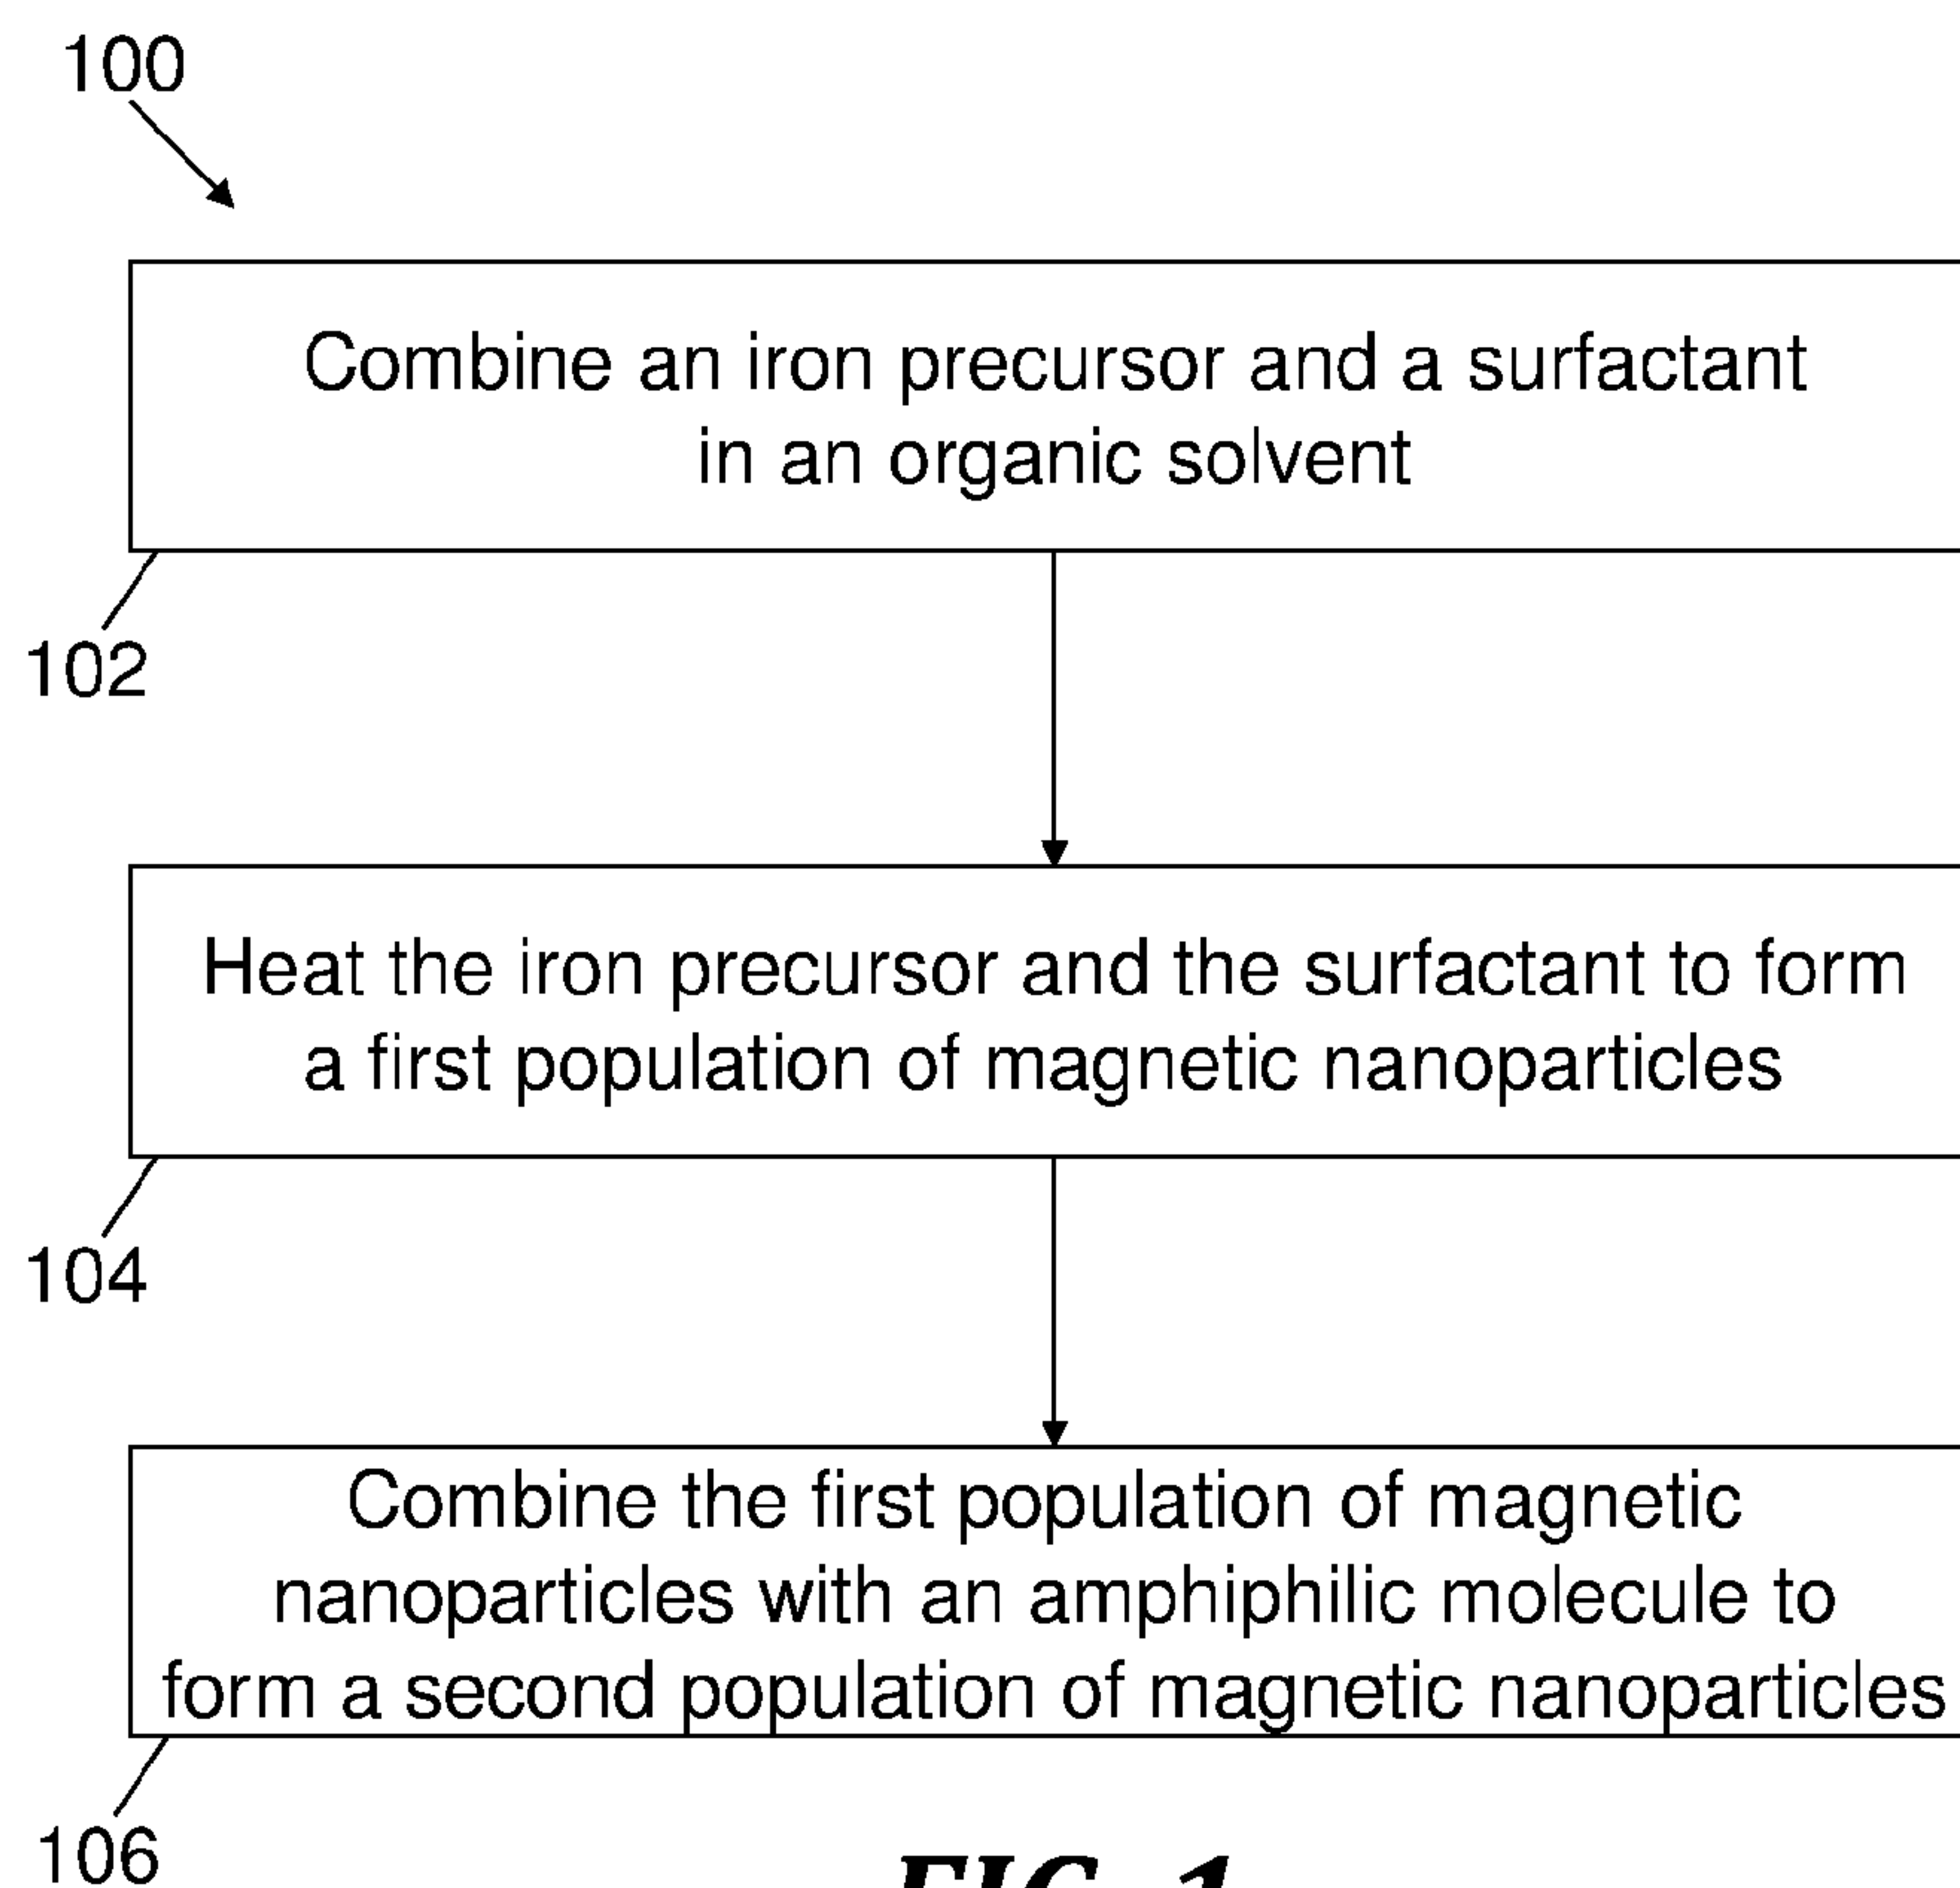 100
Combine an iron precursor and a surfactant
in an organic solvent
102
Heat the iron precursor and the surfactant to form
a first population of magnetic nanoparticles
104
Combine the first population of magnetic
nanoparticles with an amphiphilic molecule to
form a second population of magnetic nanoparticles
106
FIG. 1